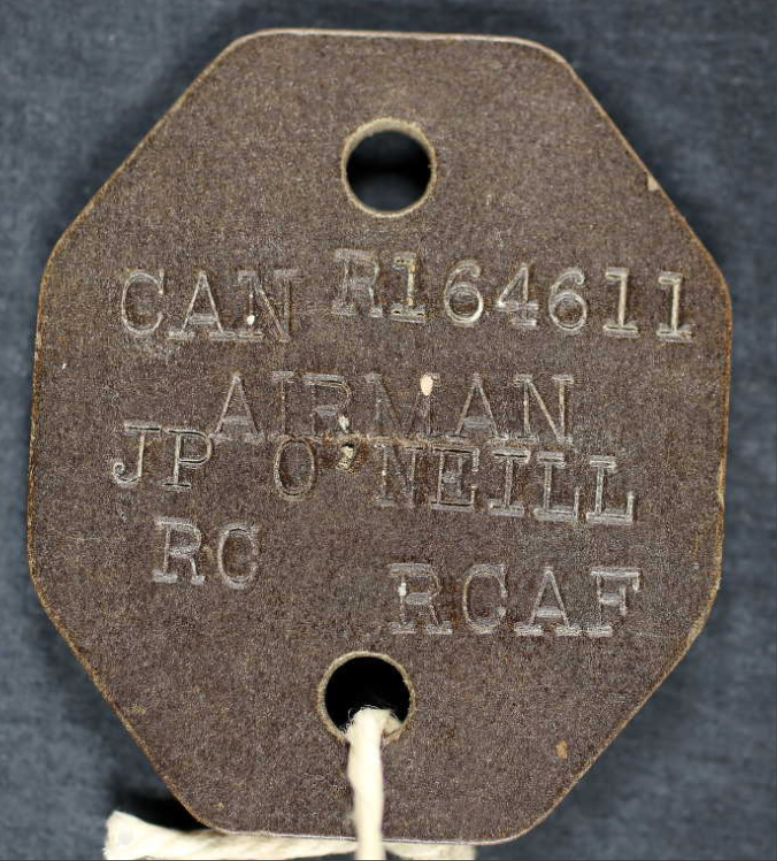 CAN R164611
AIRMAN
JP O'NEILL
RC RCAF